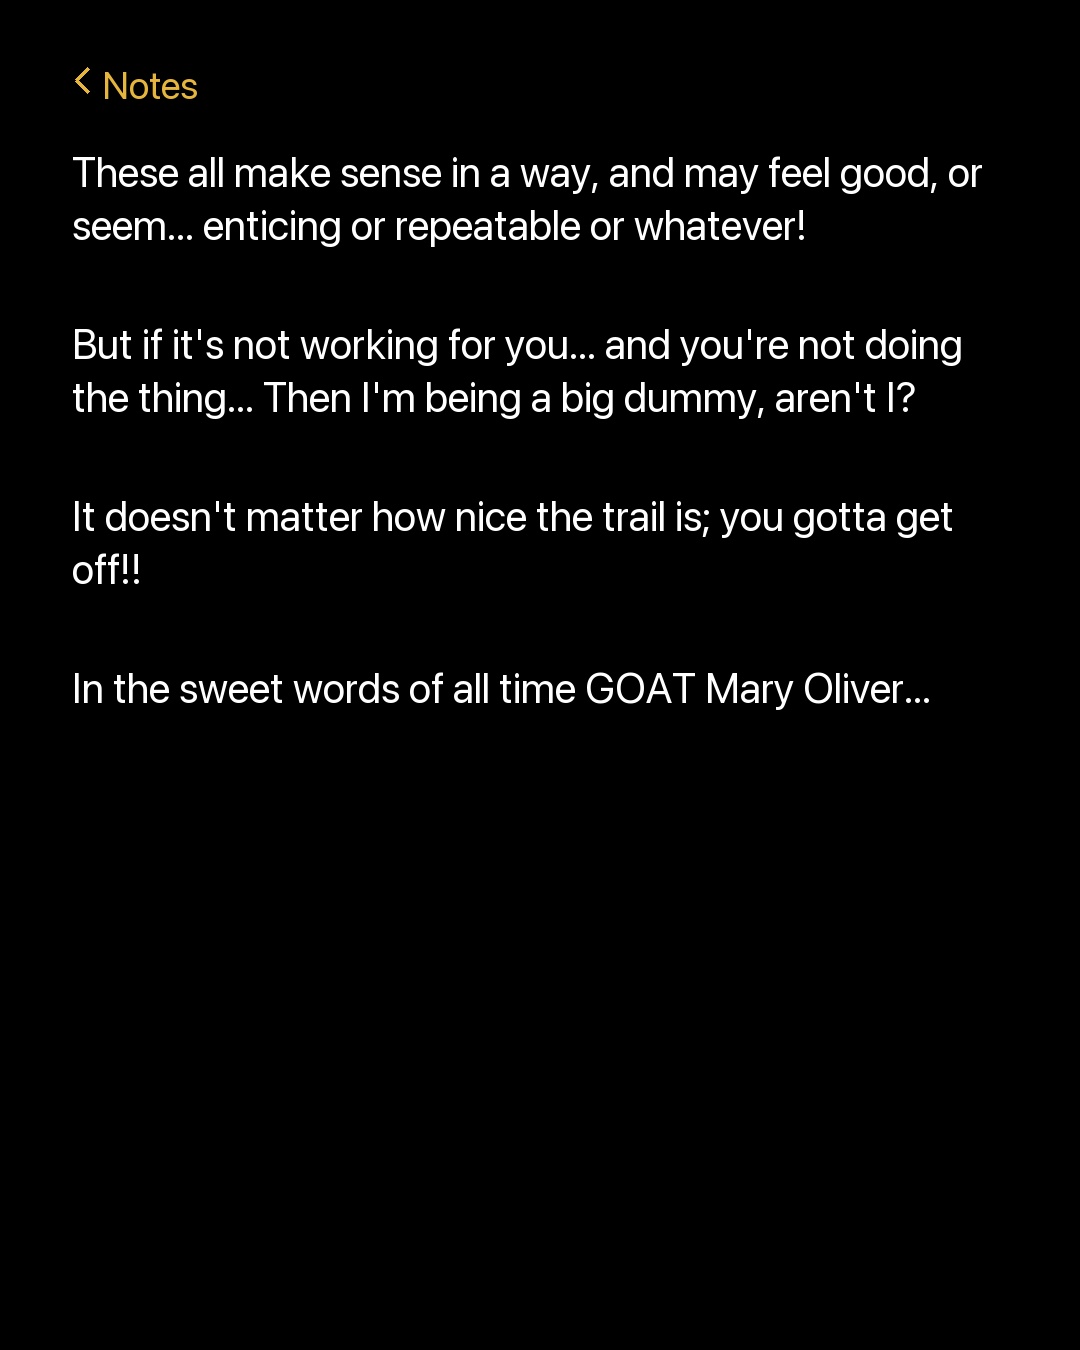 Notes
These all make sense in a way, and may feel good, or
seem... enticing or repeatable or whatever!
But if it's not working for you... and you're not doing
the thing... Then I'm being a big dummy, aren't I?
It doesn't matter how nice the trail is; you gotta get
off!!
In the sweet words of all time GOAT Mary Oliver...